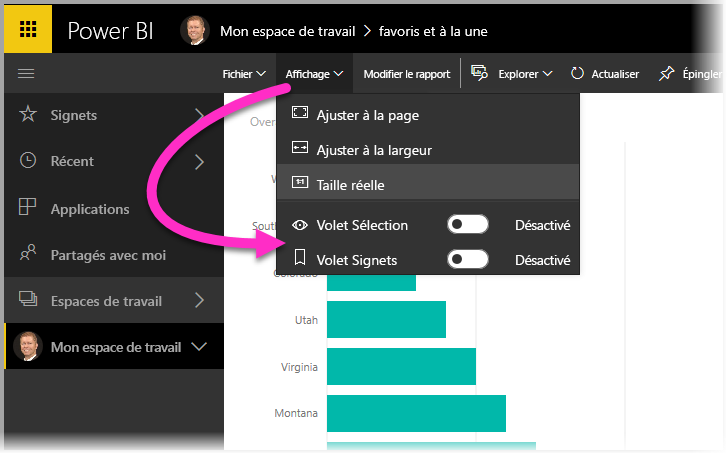 Power BI
Mon espace de travail > favoris et à la une
Fichier Affichage Modifier le rapport Explorer Actualiser Épingler
Signets
Récent
Applications
Partagés avec moi
Espaces de travail
Mon espace de travail
Ajuster à la page
Ajuster à la largeur
1:1 Taille réelle
Volet Sélection Désactivé
Volet Signets Désactivé
Over
W
South
Colorado
Utah
Virginia
Montana